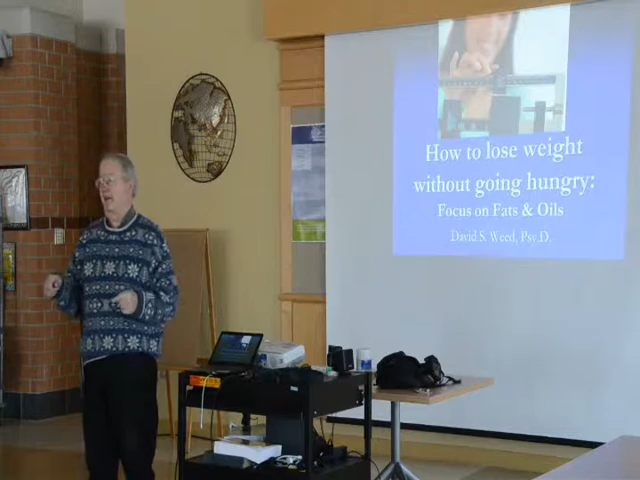 How to lose weight
without going hungry:
Focus on Fats & Oils
David S. Weed, Psy.D.